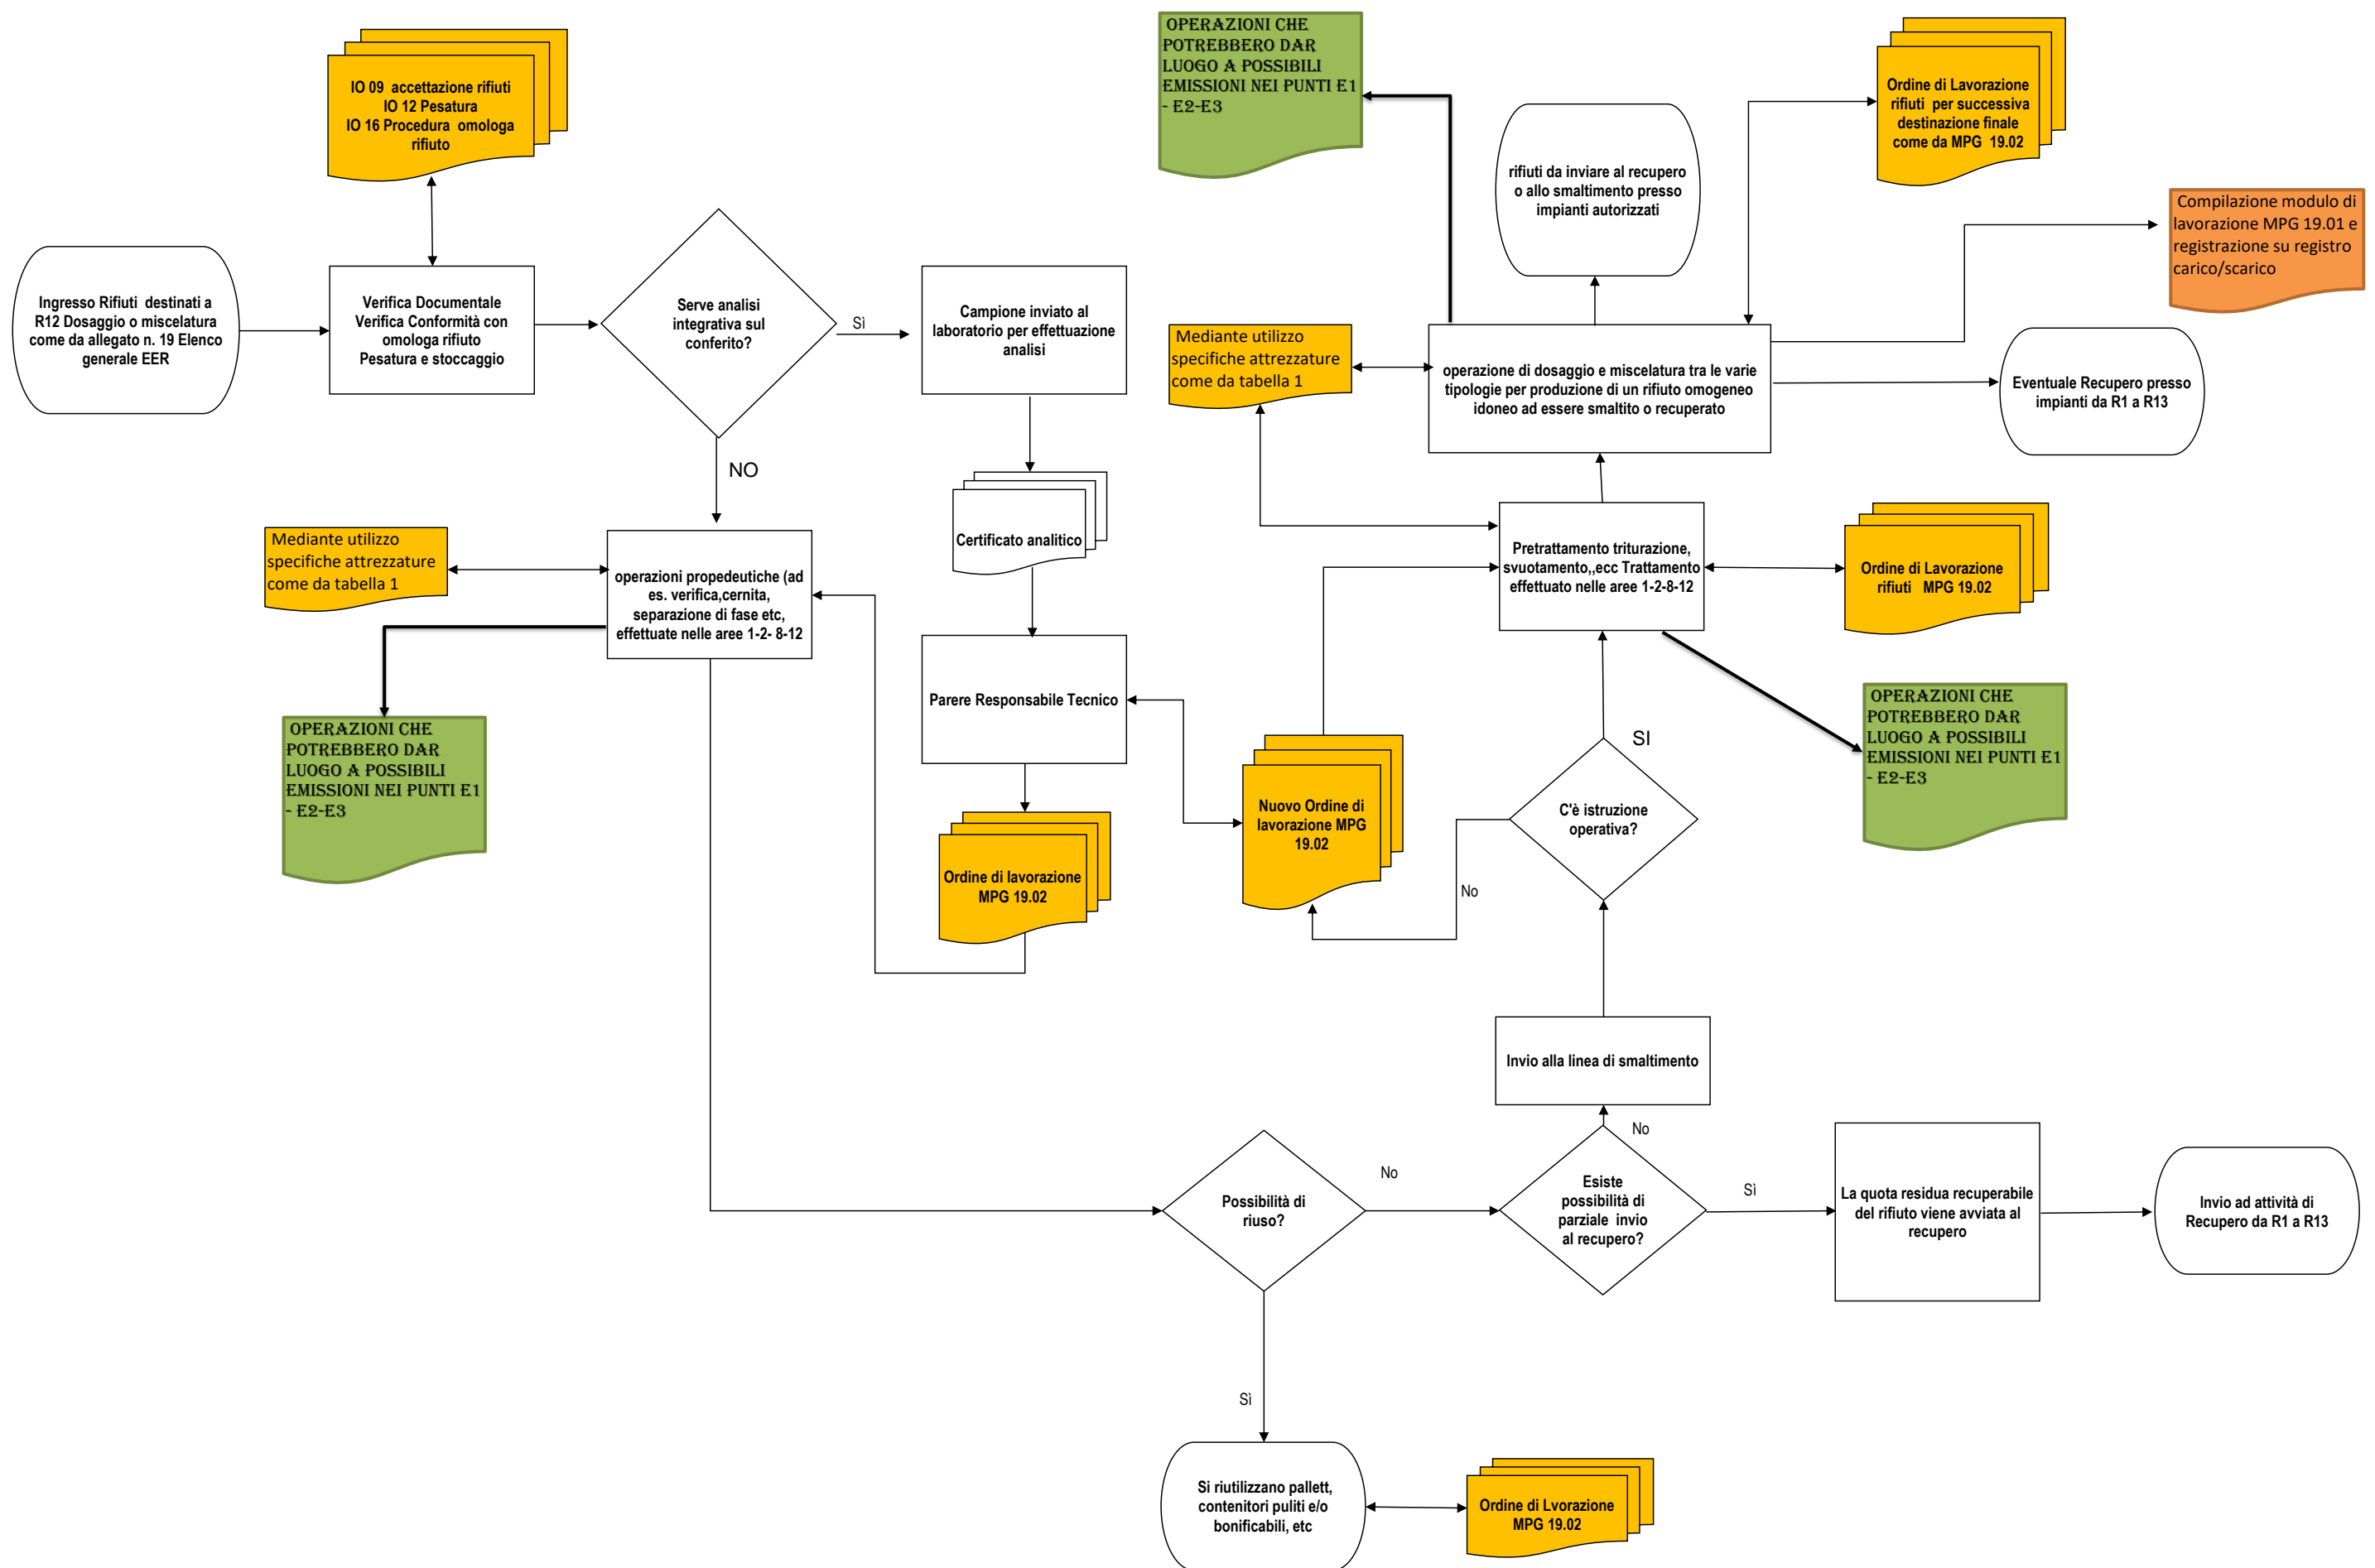 IO 09  accettazione rifiuti
IO 12 Pesatura
IO 16 Procedura  omologa
rifiuto
OPERAZIONI CHE
POTREBBERO DAR
LUOGO A POSSIBILI
EMISSIONI NEI PUNTI E1
- E2-E3
Ordine di Lavorazione
rifiuti  per successiva
destinazione finale
come da MPG  19.02
rifiuti da inviare al recupero
o allo smaltimento presso
impianti autorizzati
Compilazione modulo di
lavorazione MPG 19.01 e
registrazione su registro
carico/scarico
Ingresso Rifiuti  destinati a
R12 Dosaggio o miscelatura
come da allegato n. 19 Elenco
generale EER
Verifica Documentale
Verifica Conformità con
omologa rifiuto
Pesatura e stoccaggio
Serve analisi
integrativa sul
conferito?
Sì
Campione inviato al
laboratorio per effettuazione
analisi
Mediante utilizzo
specifiche attrezzature
come da tabella 1
operazione di dosaggio e miscelatura tra le varie
tipologie per produzione di un rifiuto omogeneo
idoneo ad essere smaltito o recuperato
Eventuale Recupero presso
impianti da R1 a R13
NO
Certificato analitico
Mediante utilizzo
specifiche attrezzature
come da tabella 1
operazioni propedeutiche (ad
es. verifica,cernita,
separazione di fase etc,
effettuate nelle aree 1-2- 8-12
Pretrattamento triturazione,
svuotamento,,ecc Trattamento
effettuato nelle aree 1-2-8-12
Ordine di Lavorazione
rifiuti   MPG 19.02
Parere Responsabile Tecnico
OPERAZIONI CHE
POTREBBERO DAR
LUOGO A POSSIBILI
EMISSIONI NEI PUNTI E1
- E2-E3
OPERAZIONI CHE
POTREBBERO DAR
LUOGO A POSSIBILI
EMISSIONI NEI PUNTI E1
- E2-E3
SI
Nuovo Ordine di
lavorazione MPG
19.02
C'è istruzione
operativa?
No
Ordine di lavorazione
MPG 19.02
Invio alla linea di smaltimento
No
Possibilità di
riuso?
No
Esiste
possibilità di
parziale  invio
al recupero?
Sì
La quota residua recuperabile
del rifiuto viene avviata al
recupero
Invio ad attività di
Recupero da R1 a R13
Sì
Si riutilizzano pallett,
contenitori puliti e/o
bonificabili, etc
Ordine di Lvorazione
MPG 19.02